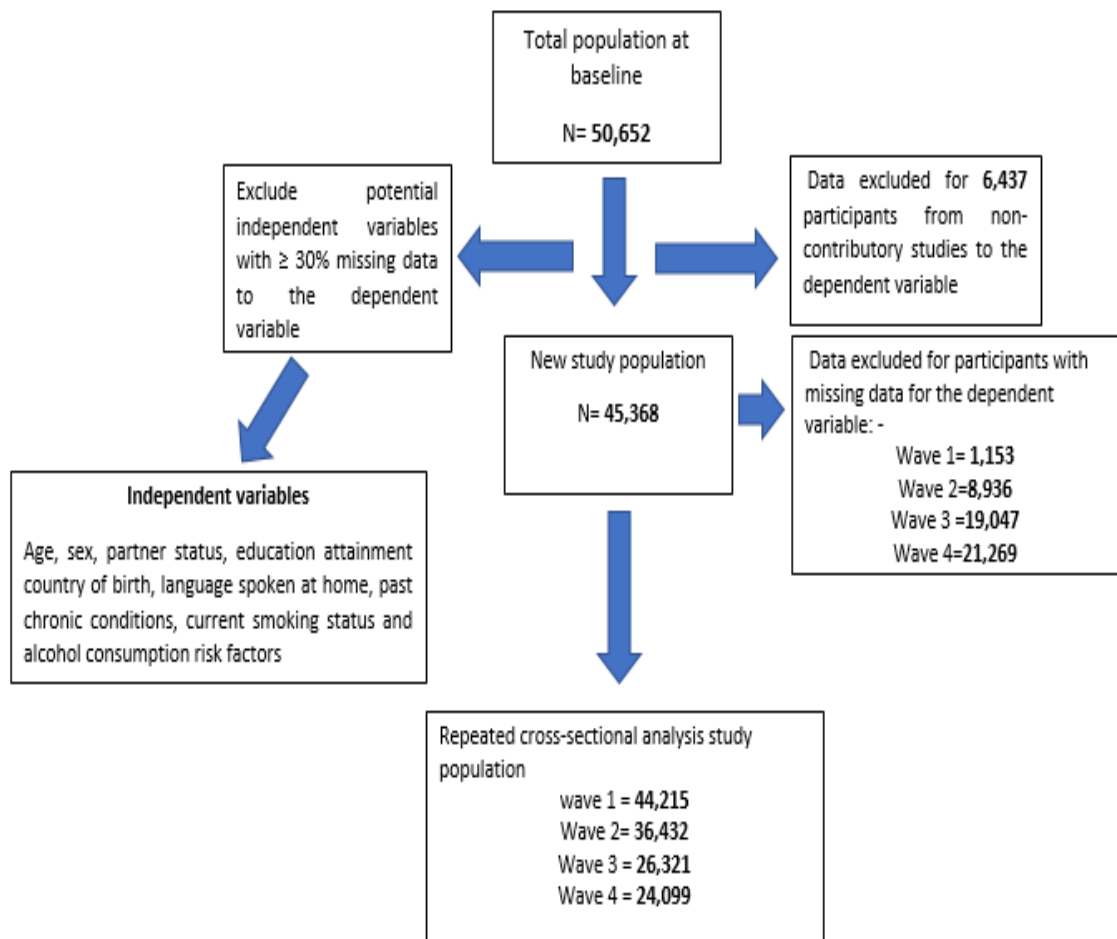 Total population at
baseline
N= 50,652
Exclude potential
independent variables
with ≥ 30% missing data
to the dependent
variable
Data excluded for 6,437
participants from non-
contributory studies to the
dependent variable
New study population
N= 45,368
Data excluded for participants with
missing data for the dependent
variable: -
Wave 1= 1,153
Wave 2=8,936
Wave 3 =19,047
Wave 4=21,269
Independent variables
Age, sex, partner status, education attainment
country of birth, language spoken at home, past
chronic conditions, current smoking status and
alcohol consumption risk factors
Repeated cross-sectional analysis study
population
wave 1 = 44,215
Wave 2= 36,432
Wave 3 = 26,321
Wave 4 = 24,099